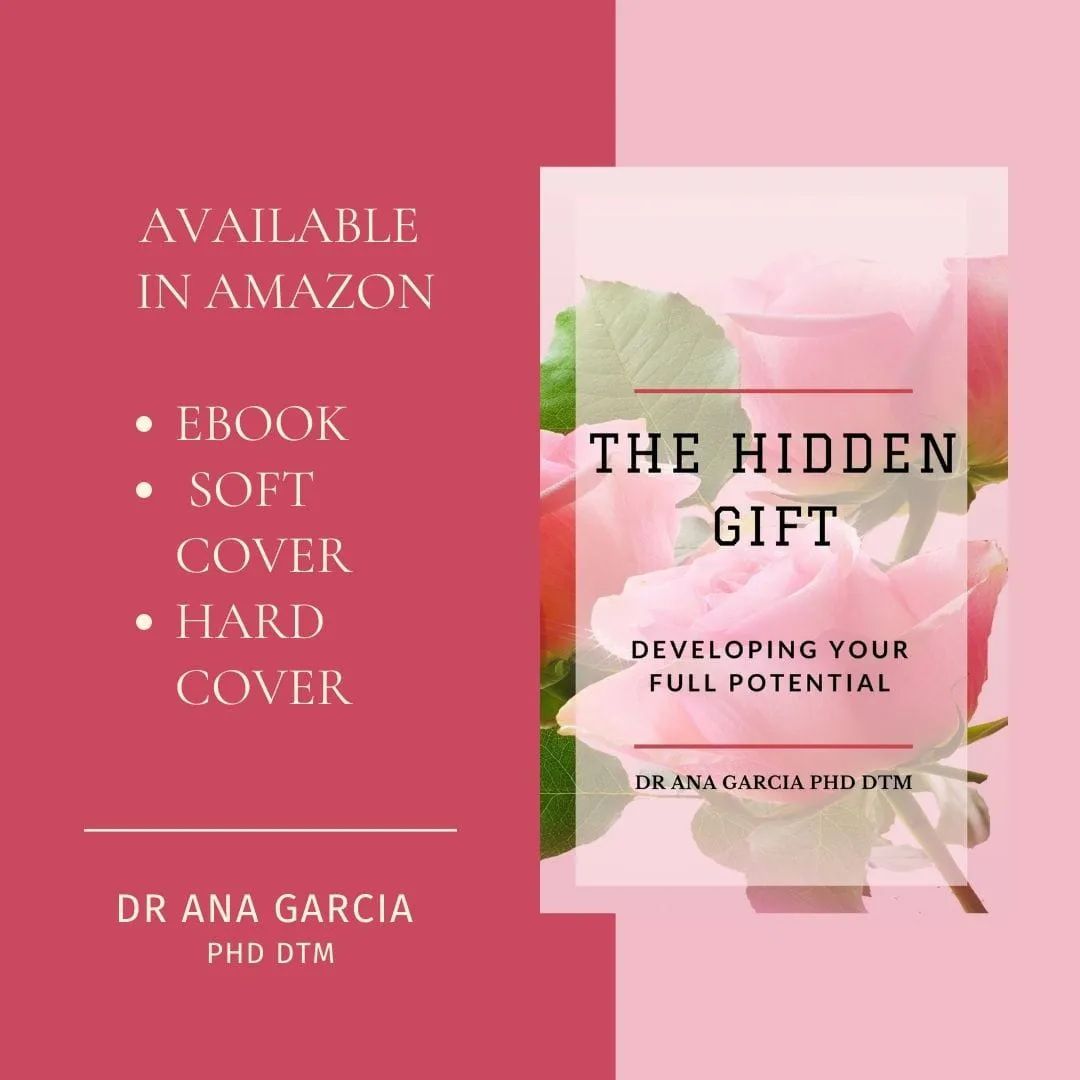 AVAILABLE
IN AMAZON
• EBOOK
• SOFT
COVER
• HARD
COVER
DR ANA GARCIA
PHD DTM
THE HIDDEN
GIFT
DEVELOPING YOUR
FULL POTENTIAL
DR ANA GARCIA PHD DTM